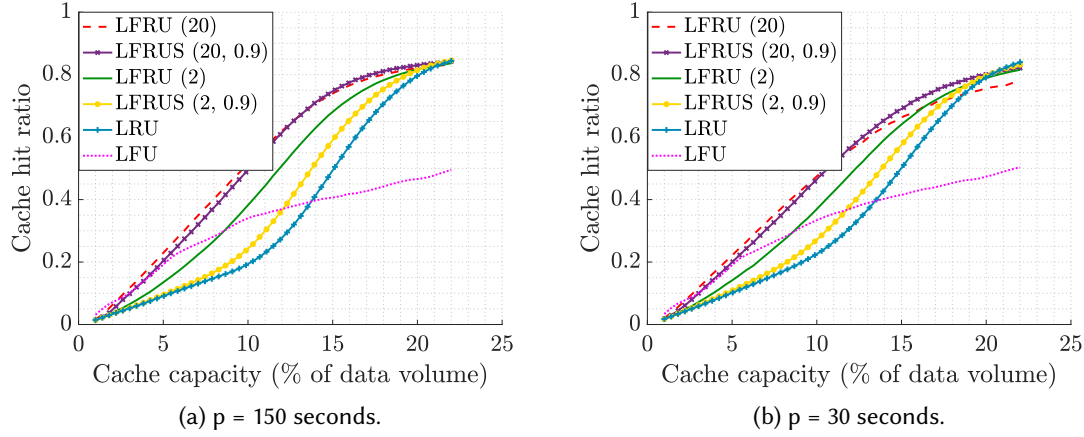 1
0.8
0.6
0.4
0.2
0
Cache hit ratio
LFRU (20)
LFRUS (20, 0.9)
LFRU (2)
LFRUS (2, 0.9)
LRU
LFU
0 5 10 15 20 25
Cache capacity (% of data volume)
(a) p = 150 seconds.
1
0.8
0.6
0.4
0.2
0
Cache hit ratio
LFRU (20)
LFRUS (20, 0.9)
LFRU (2)
LFRUS (2, 0.9)
LRU
LFU
0 5 10 15 20 25
Cache capacity (% of data volume)
(b) p = 30 seconds.